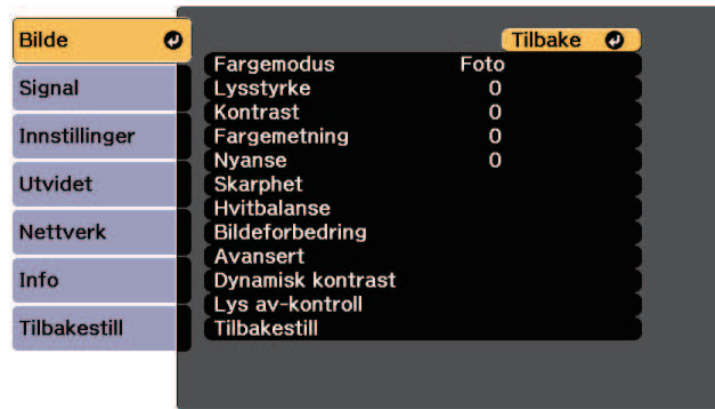 Bilde
Signal
Innstillinger
Utvidet
Nettverk
Info
Tilbakestill
Tilbake
Fargemodus Foto
Lysstyrke 0
Kontrast 0
Fargemetning 0
Nyanse 0
Skarphet
Hvitbalanse
Bildeforbedring
Avansert
Dynamisk kontrast
Lys av-kontroll
Tilbakestill